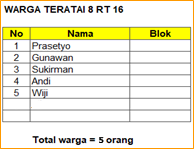 WARGA TERATAI 8 RT 16
No Nama Blok
1 Prasetyo
2 Gunawan
3 Sukirman
4 Andi
5 Wiji
Total warga = 5 orang